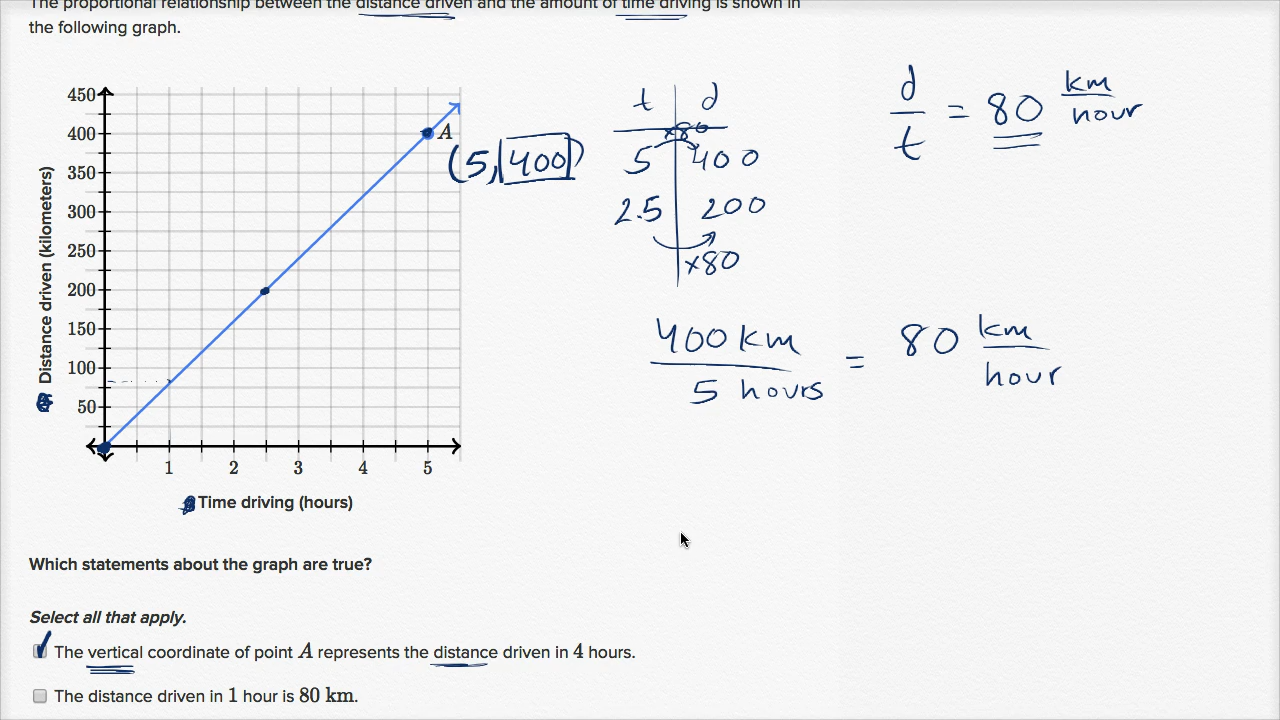 The proportional relationship between the distance driven and the amount of time driving is shown in
the following graph.
450
400
350
300
250
200
150
100
50
1 2 3 4 5
Distance driven (kilometers)
Time driving (hours)
A
(5, 400)
t d
×80
5 400
2.5 200
×80
d/t = 80 km/hour
400 km
5 hours
= 80 km/hour
Which statements about the graph are true?
Select all that apply.
The vertical coordinate of point A represents the distance driven in 4 hours.
The distance driven in 1 hour is 80 km.